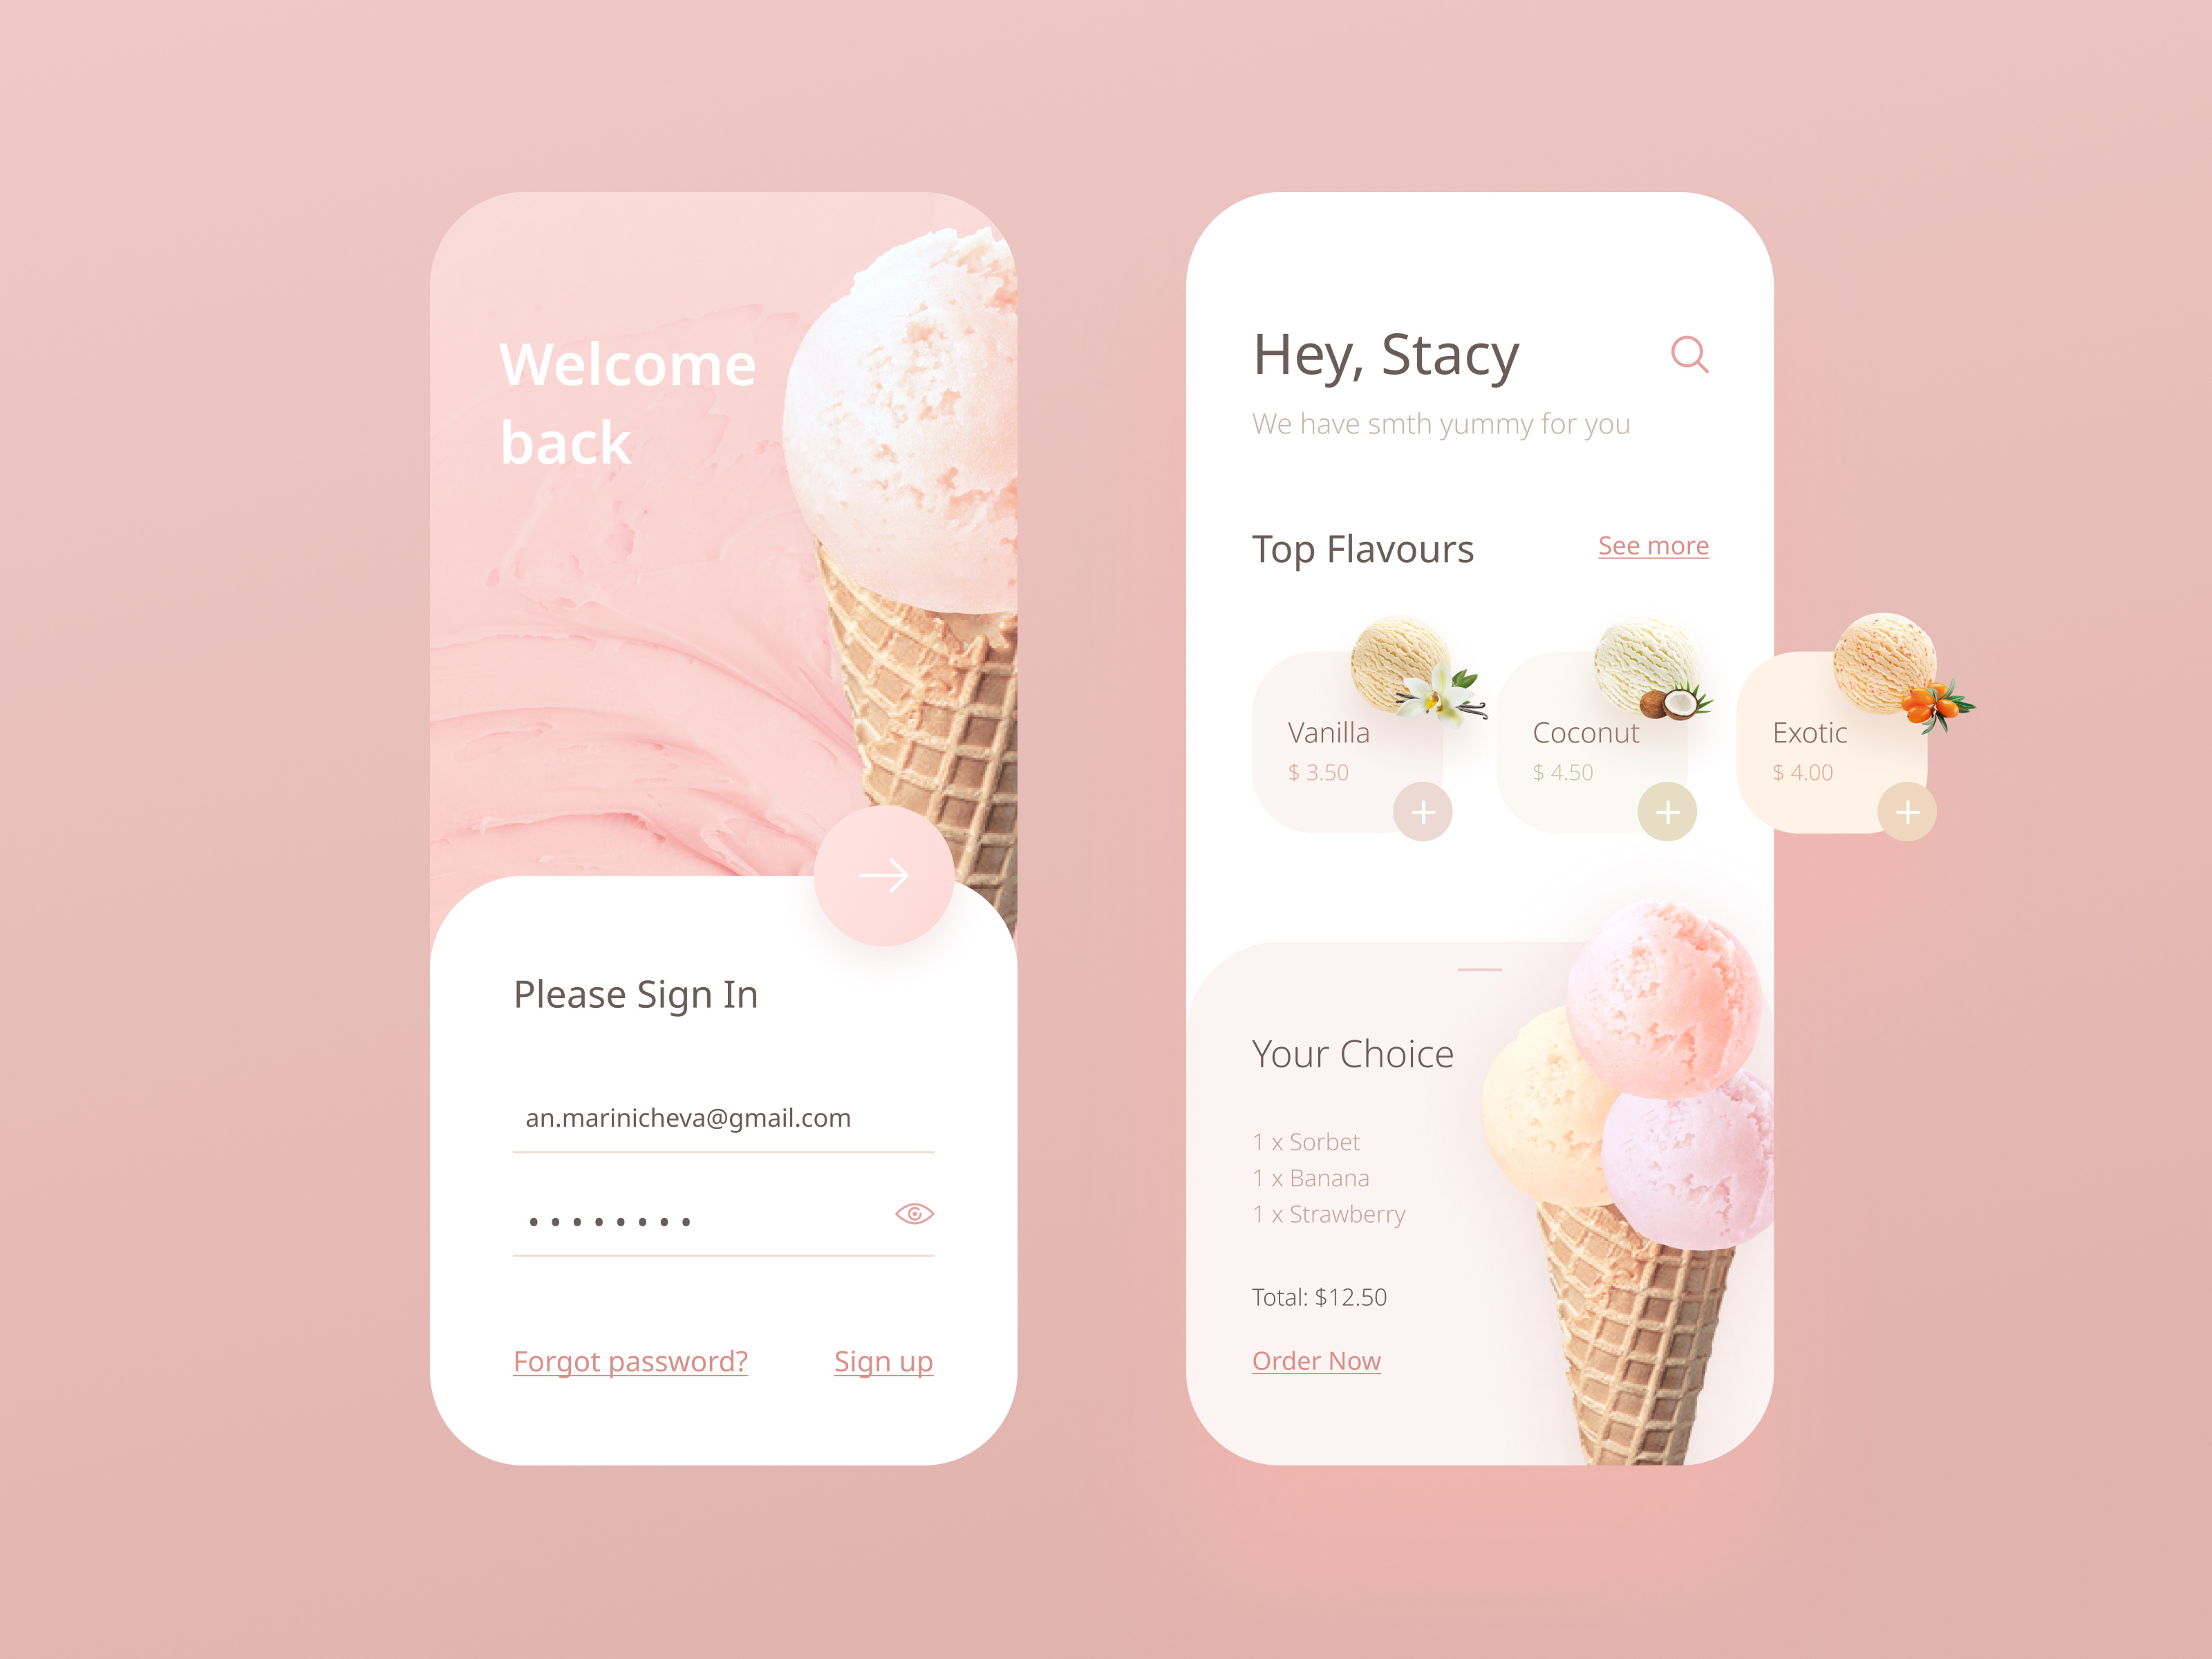 Welcome
back
Please Sign In
an.marinicheva@gmail.com
Forgot password?
Sign up
Hey, Stacy
We have smth yummy for you
Top Flavours
See more
Vanilla
$ 3.50
Coconut
$ 4.50
Exotic
$ 4.00
Your Choice
1 x Sorbet
1 x Banana
1 x Strawberry
Total: $12.50
Order Now